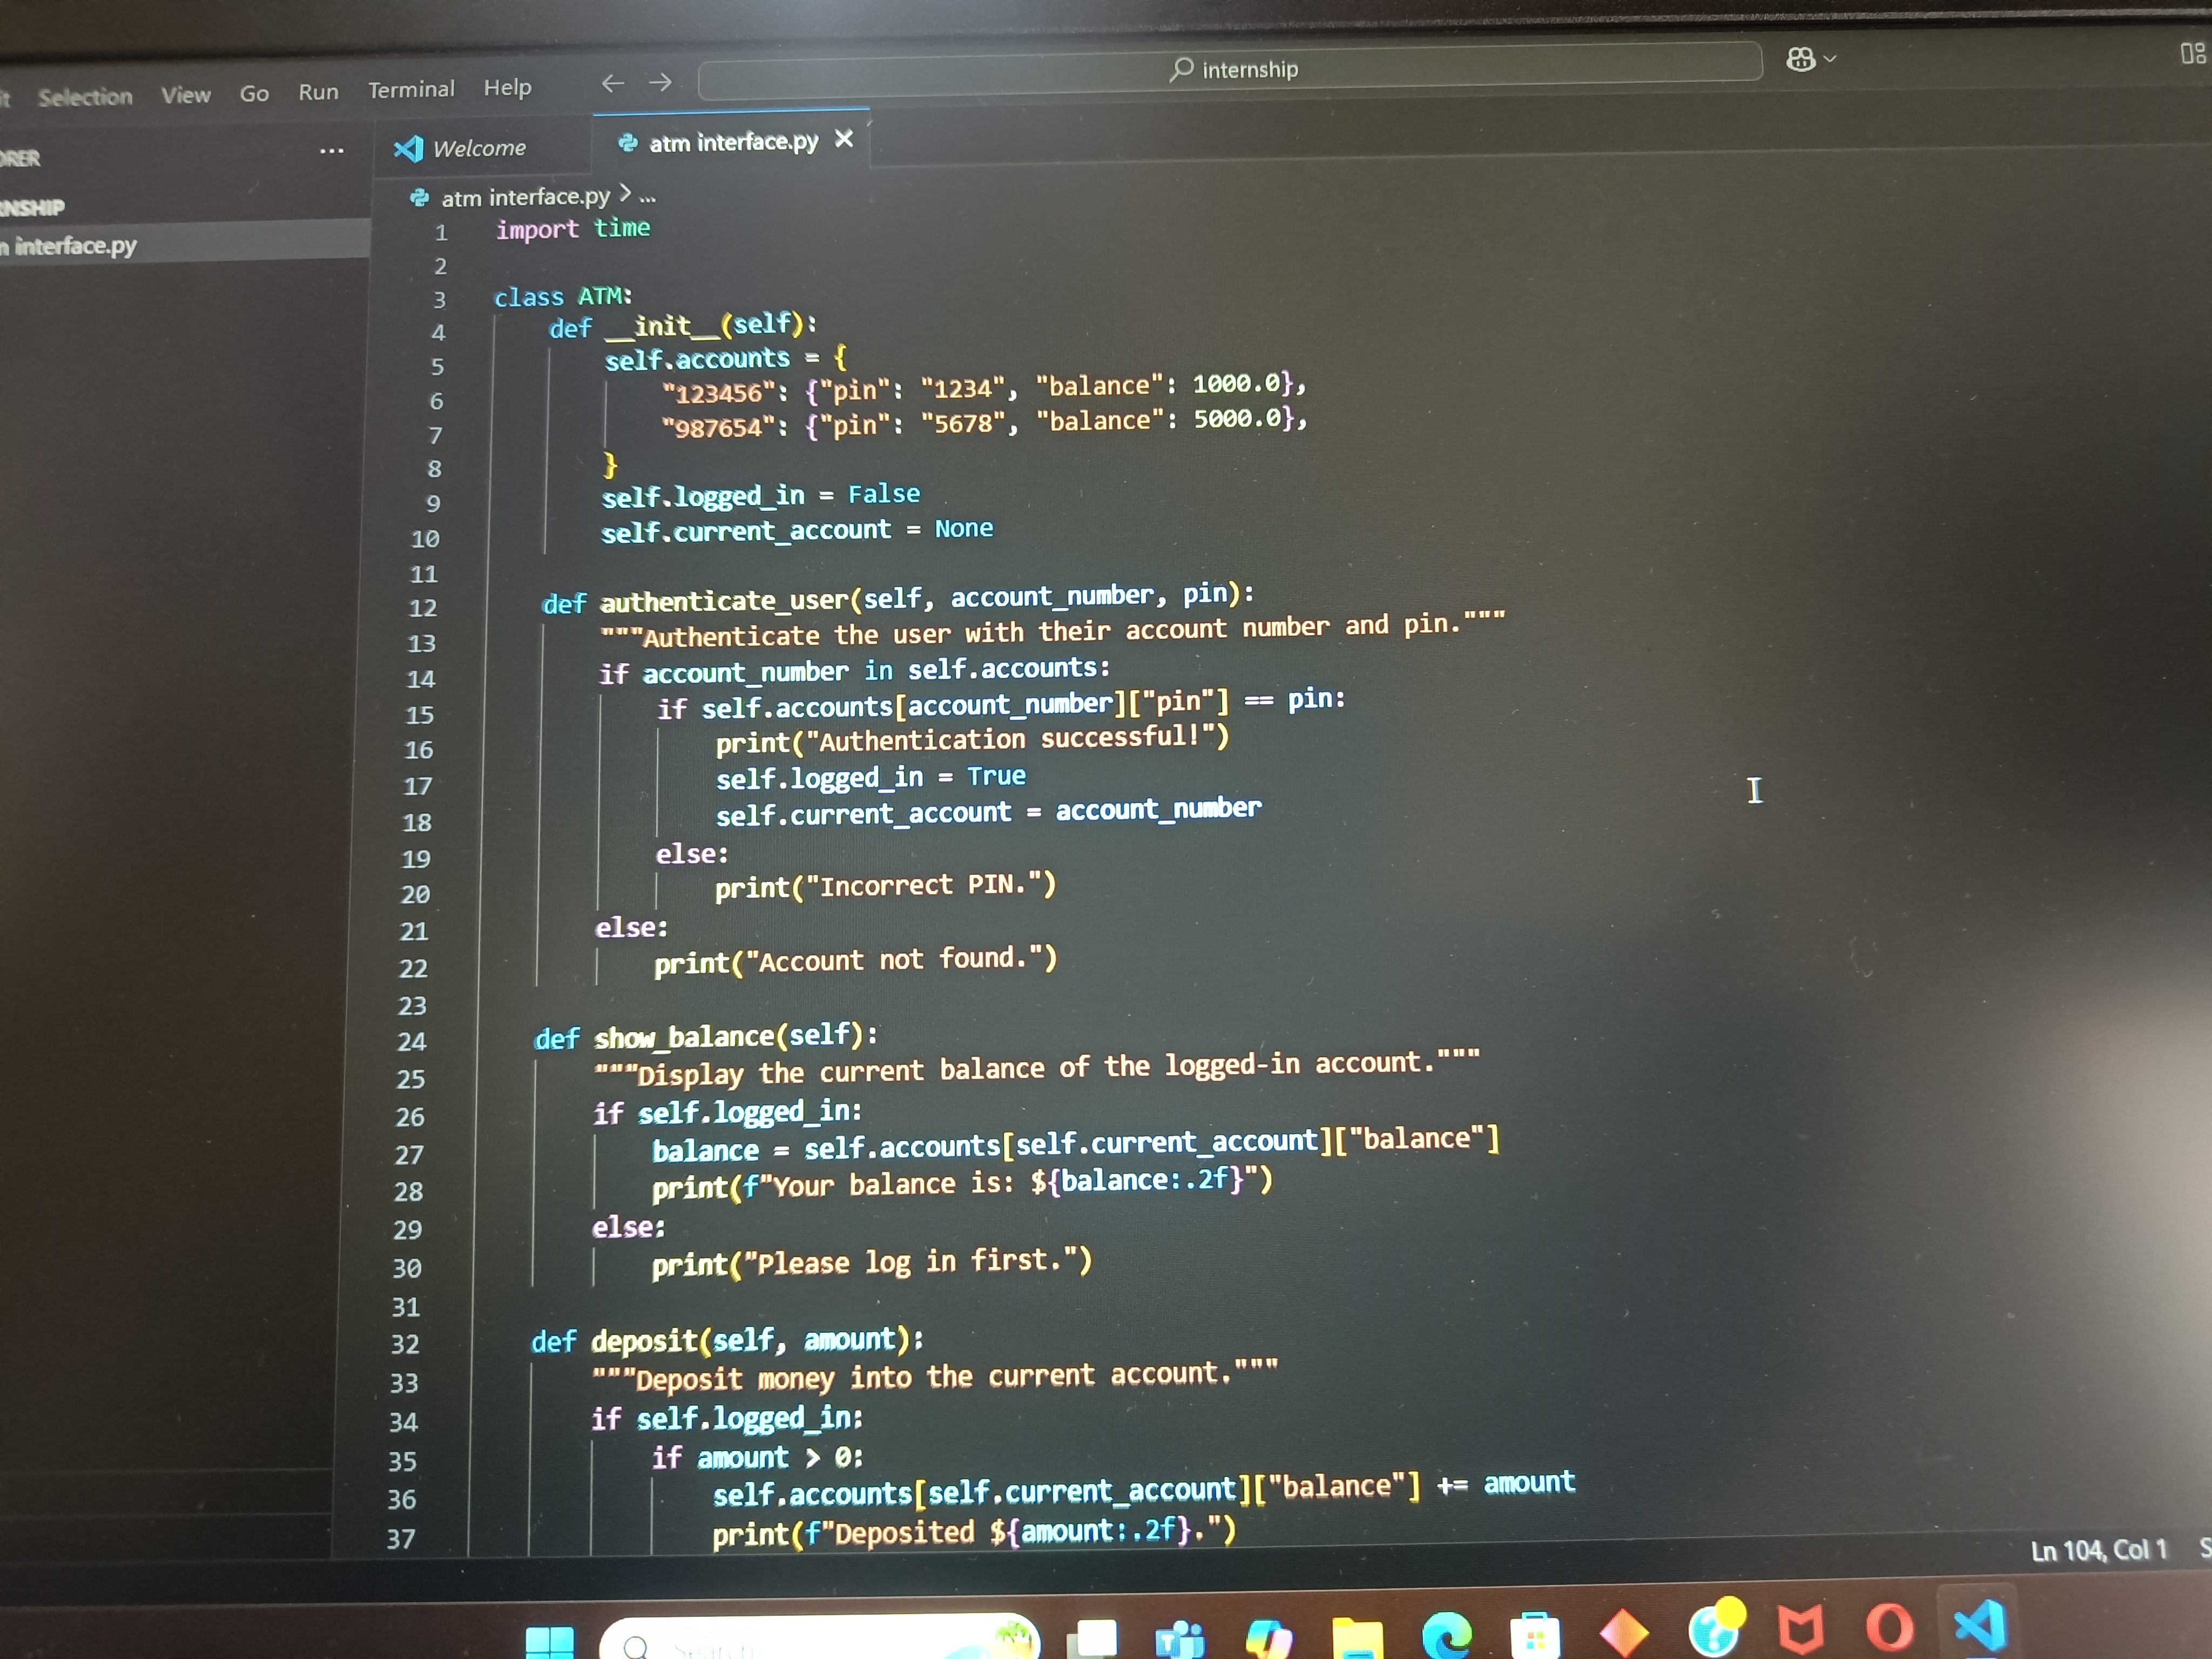 Selection View Go Run Terminal Help
internship
Welcome
atm interface.py
interface.py
atm interface.py > ...
1 import time
2
3 class ATM:
4     def __init__(self):
5         self.accounts = {
6             "123456": {"pin": "1234", "balance": 1000.0},
7             "987654": {"pin": "5678", "balance": 5000.0},
8         }
9         self.logged_in = False
10         self.current_account = None
11
12     def authenticate_user(self, account_number, pin):
13         """Authenticate the user with their account number and pin."""
14         if account_number in self.accounts:
15             if self.accounts[account_number]["pin"] == pin:
16                 print("Authentication successful!")
17                 self.logged_in = True
18                 self.current_account = account_number
19             else:
20                 print("Incorrect PIN.")
21         else:
22             print("Account not found.")
23
24     def show_balance(self):
25         """Display the current balance of the logged-in account."""
26         if self.logged_in:
27             balance = self.accounts[self.current_account]["balance"]
28             print(f"Your balance is: ${balance:.2f}")
29         else:
30             print("Please log in first.")
31
32     def deposit(self, amount):
33         """Deposit money into the current account."""
34         if self.logged_in:
35             if amount > 0:
36                 self.accounts[self.current_account]["balance"] += amount
37                 print(f"Deposited ${amount:.2f}.")
Ln 104, Col 1
Search